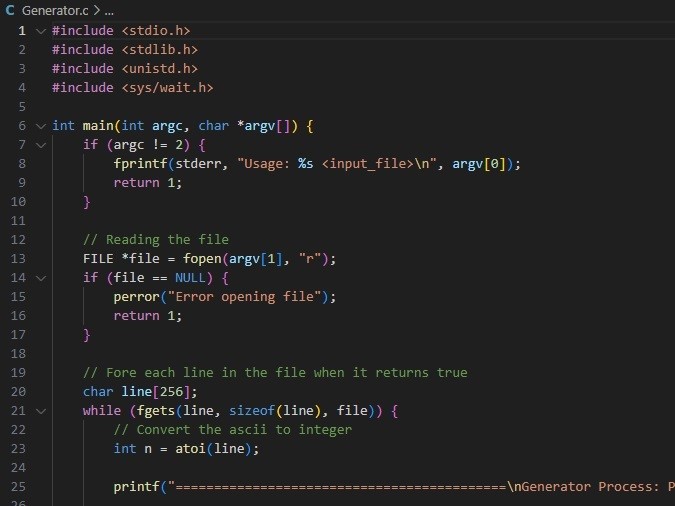 Generator.c > ...
1 #include <stdio.h>
2 #include <stdlib.h>
3 #include <unistd.h>
4 #include <sys/wait.h>
5
6 int main(int argc, char *argv[]) {
7 if (argc != 2) {
8 fprintf(stderr, "Usage: %s <input_file>\n", argv[0]);
9 return 1;
10 }
11
12 // Reading the file
13 FILE *file = fopen(argv[1], "r");
14 if (file == NULL) {
15 perror("Error opening file");
16 return 1;
17 }
18
19 // Fore each line in the file when it returns true
20 char line[256];
21 while (fgets(line, sizeof(line), file)) {
22 // Convert the ascii to integer
23 int n = atoi(line);
24
25 printf("===========================================\nGenerator Process: P